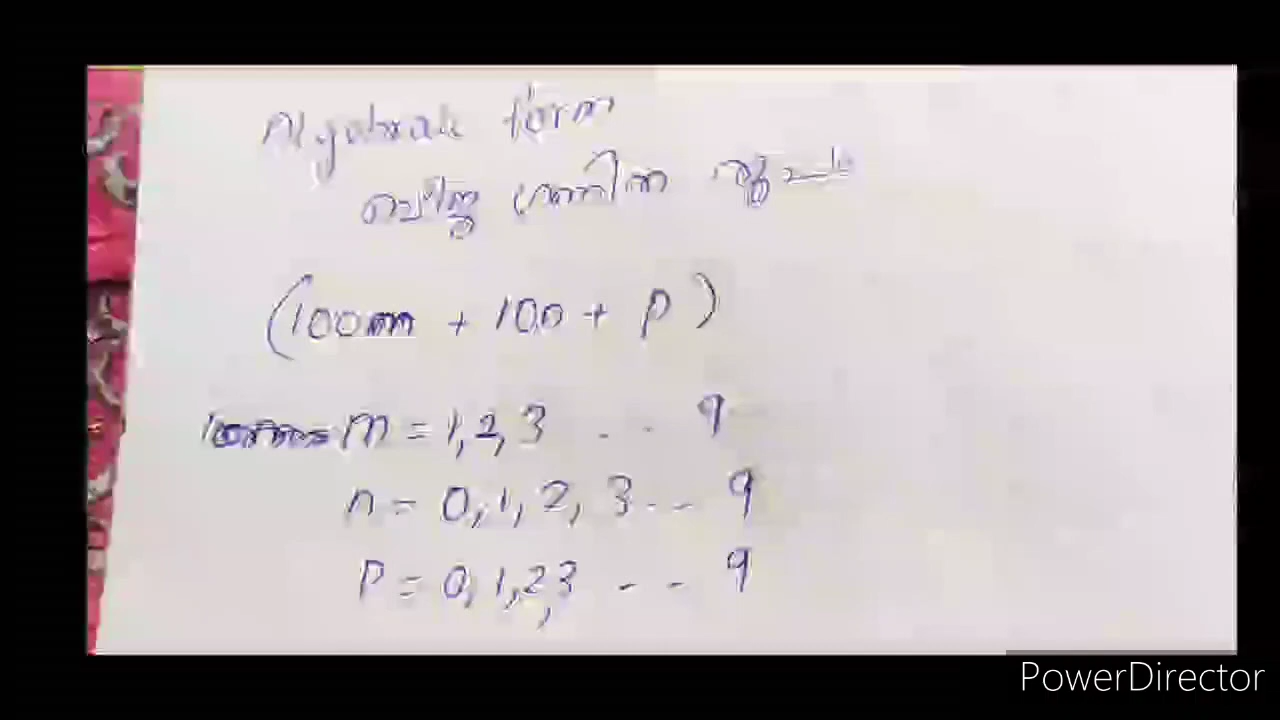 Algebraic form
ബീജ ഗണിത രൂപം
(100m + 10n + p)
m = 1, 2, 3 ... 9
n = 0, 1, 2, 3 ... 9
P = 0, 1, 2, 3 ... 9
PowerDirector